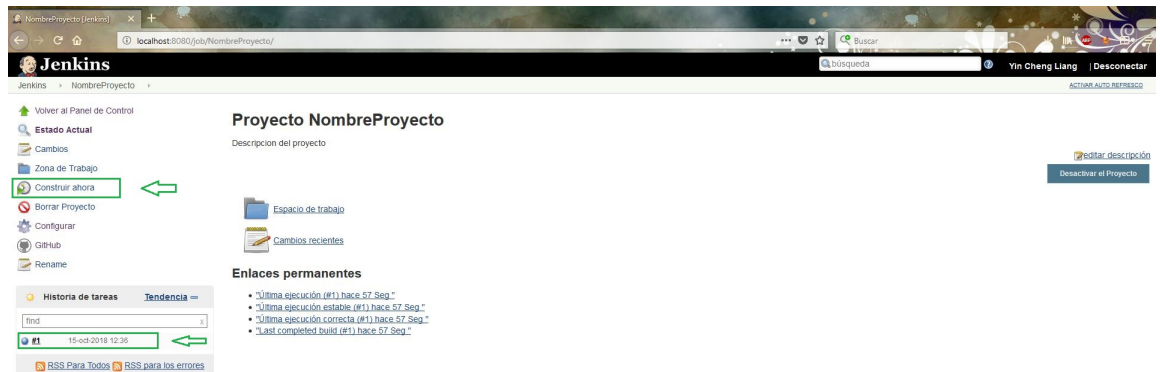 NombreProyecto [Jenkins]
localhost:8080/job/NombreProyecto/
Buscar
Jenkins
búsqueda
Yin Cheng Liang | Desconectar
Jenkins NombreProyecto
ACTIVAR AUTO REFRESCO
Volver al Panel de Control
Estado Actual
Cambios
Zona de Trabajo
Construir ahora
Borrar Proyecto
Configurar
GitHub
Rename
Historia de tareas Tendencia
find x
#1 15-oct-2018 12:36
RSS Para Todos RSS para los errores
Proyecto NombreProyecto
Descripcion del proyecto
editar descripción
Desactivar el Proyecto
Espacio de trabajo
Cambios recientes
Enlaces permanentes
"Última ejecución (#1) hace 57 Seg "
"Última ejecución estable (#1) hace 57 Seg "
"Última ejecución correcta (#1) hace 57 Seg "
"Last completed build (#1) hace 57 Seg "